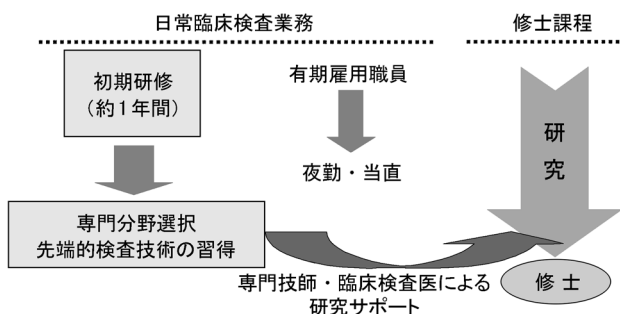 日常臨床検査業務
修士課程
初期研修
（約１年間）
有期雇用職員
夜勤・当直
研究
専門分野選択
先端的検査技術の習得
専門技師・臨床検査医による
研究サポート
修 士